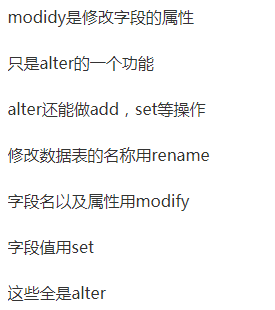 modidy是修改字段的属性
只是alter的一个功能
alter还能做add，set等操作
修改数据表的名称用rename
字段名以及属性用modify
字段值用set
这些全是alter